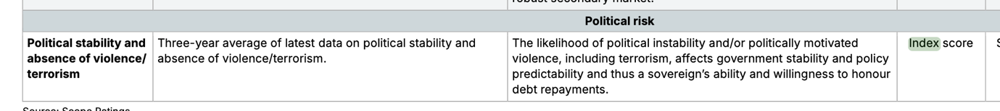 robust secondary market.
Political risk
Political stability and
absence of violence/
terrorism
Three-year average of latest data on political stability and
absence of violence/terrorism.
The likelihood of political instability and/or politically motivated
violence, including terrorism, affects government stability and policy
predictability and thus a sovereign’s ability and willingness to honour
debt repayments.
Index score
Source: Scope Ratings